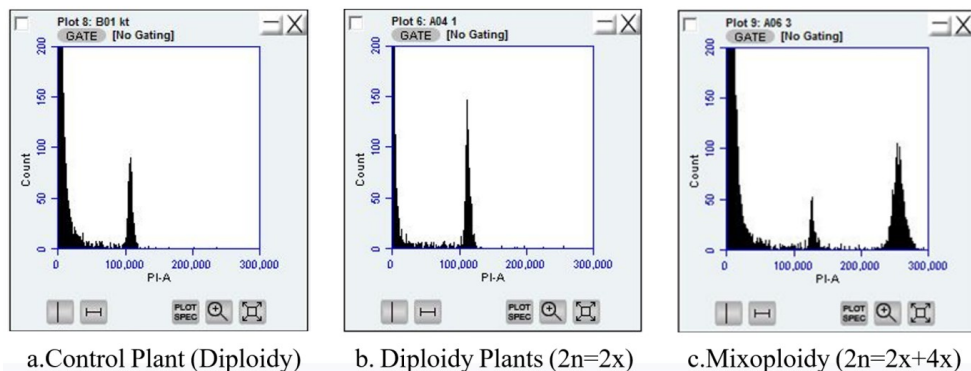 Plot 8: B01 kt
GATE [No Gating]
200
150
100
50
0
Count
0 100,000 200,000 300,000
PI-A
PLOT
SPEC
a.Control Plant (Diploidy)
Plot 6: A04 1
GATE [No Gating]
200
150
100
50
0
Count
0 100,000 200,000 300,000
PI-A
PLOT
SPEC
b. Diploidy Plants (2n=2x)
Plot 9: A06 3
GATE [No Gating]
200
150
100
50
0
Count
0 100,000 200,000 300,000
PI-A
PLOT
SPEC
c.Mixoploidy (2n=2x+4x)